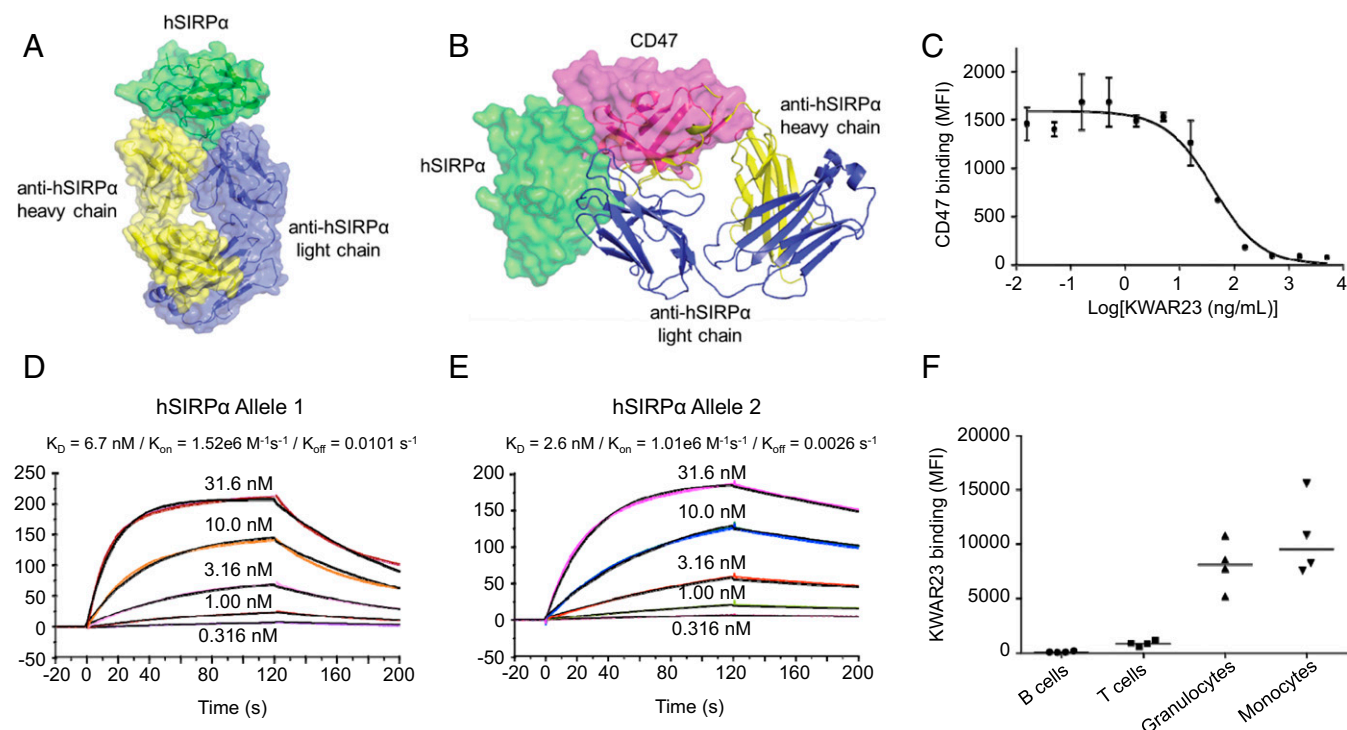 A
hSIRPα
anti-hSIRPα
heavy chain
anti-hSIRPα
light chain
B
CD47
hSIRPα
anti-hSIRPα
heavy chain
anti-hSIRPα
light chain
C
CD47 binding (MFI)
2000
1500
1000
500
0
-2 -1 0 1 2 3 4
Log[KWAR23 (ng/mL)]
D
hSIRPα Allele 1
K_D = 6.7 nM / K_on = 1.52e6 M⁻¹s⁻¹ / K_off = 0.0101 s⁻¹
250
200
150
100
50
0
-50
31.6 nM
10.0 nM
3.16 nM
1.00 nM
0.316 nM
-20 0 20 40 60 80 120 160 200
Time (s)
E
hSIRPα Allele 2
K_D = 2.6 nM / K_on = 1.01e6 M⁻¹s⁻¹ / K_off = 0.0026 s⁻¹
200
150
100
50
0
-50
31.6 nM
10.0 nM
3.16 nM
1.00 nM
0.316 nM
-20 0 20 40 60 80 120 160 200
Time (s)
F
KWAR23 binding (MFI)
20000
15000
10000
5000
0
B cells
T cells
Granulocytes
Monocytes